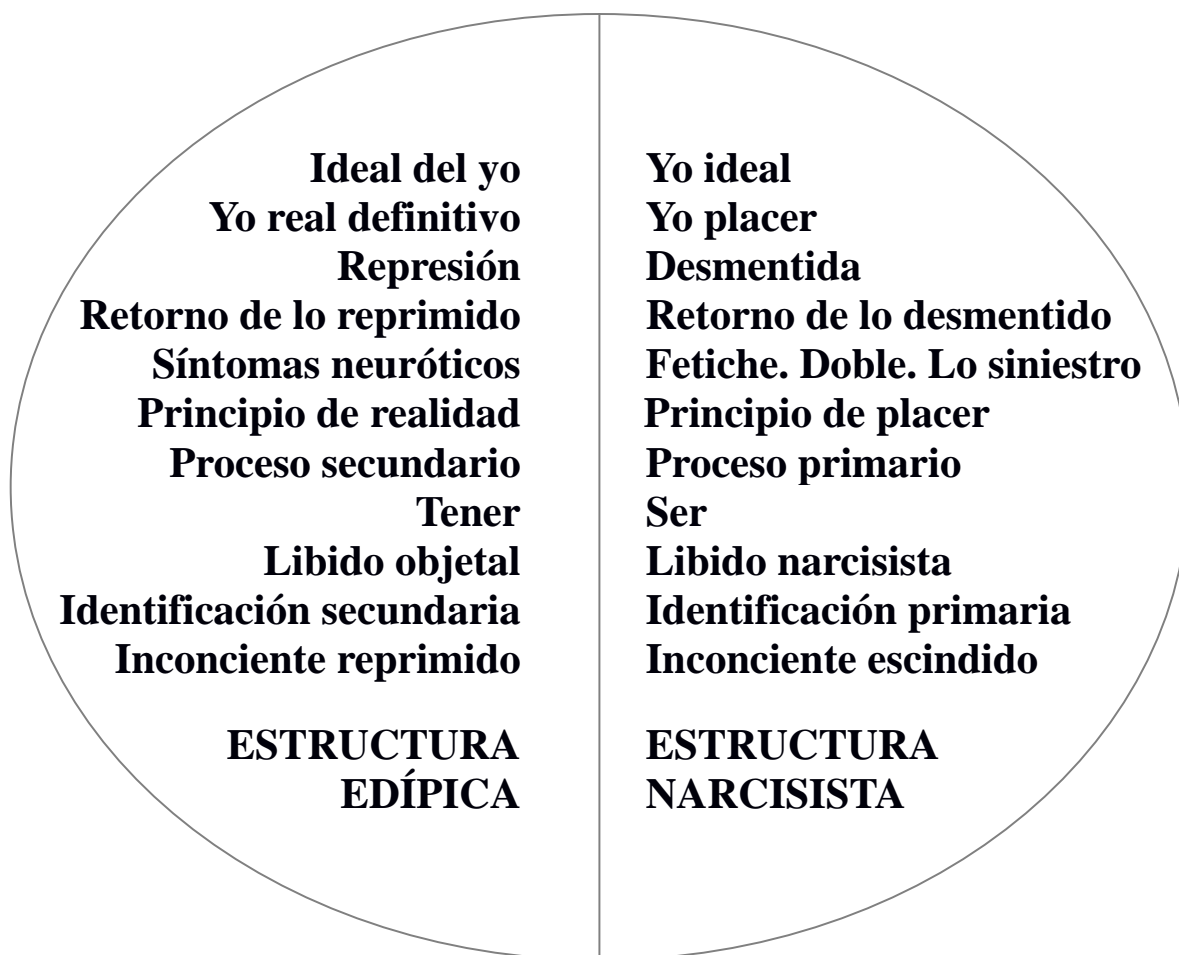 Ideal del yo
Yo real definitivo
Represión
Retorno de lo reprimido
Síntomas neuróticos
Principio de realidad
Proceso secundario
Tener
Libido objetal
Identificación secundaria
Inconciente reprimido
ESTRUCTURA
EDÍPICA
Yo ideal
Yo placer
Desmentida
Retorno de lo desmentido
Fetiche. Doble. Lo siniestro
Principio de placer
Proceso primario
Ser
Libido narcisista
Identificación primaria
Inconciente escindido
ESTRUCTURA
NARCISISTA